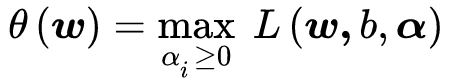 θ(w) = max_{α_i ≥ 0} L(w, b, α)